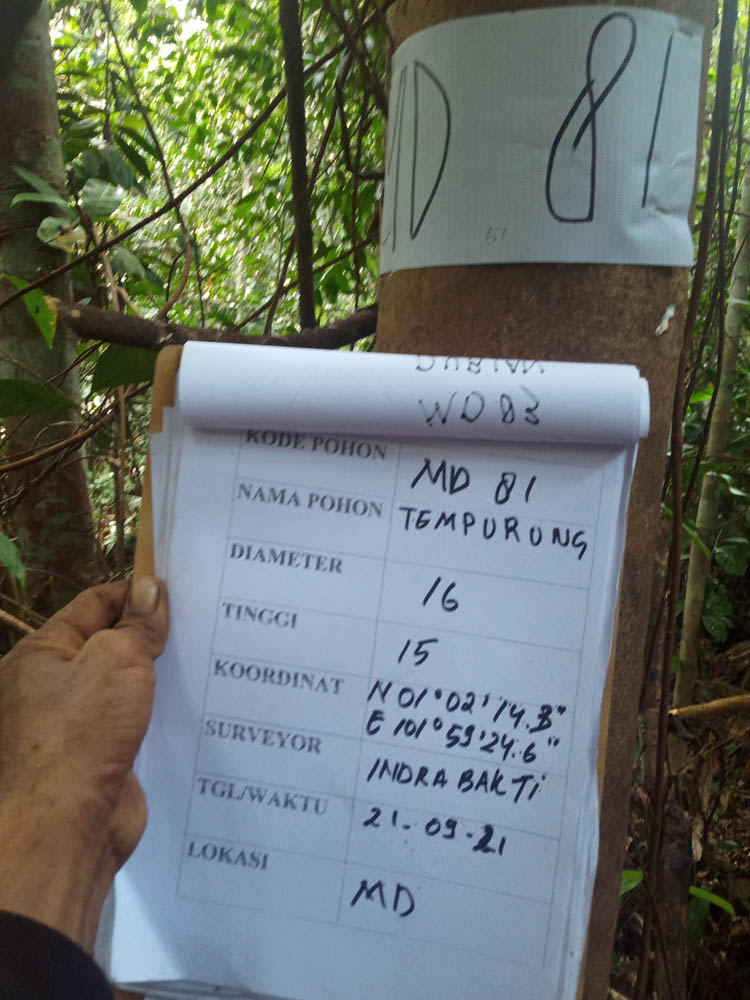 MD 81
51
WD 83
KODE POHON MD 81
NAMA POHON TEMPURUNG
DIAMETER 16
TINGGI 15
KOORDINAT N 01°02'14.3"
E 101°59'24.6"
SURVEYOR INDRA BAKTI
TGL/WAKTU 21-09-21
LOKASI MD